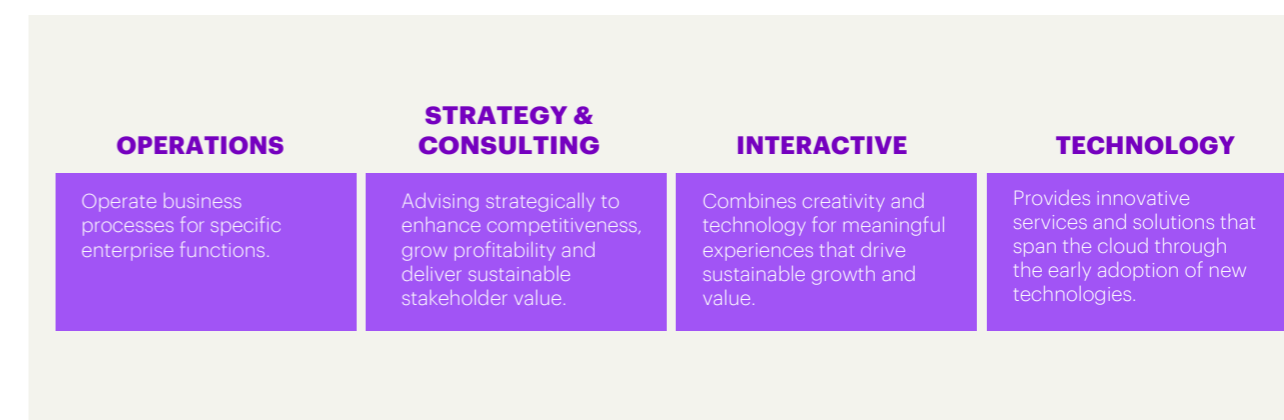 OPERATIONS
Operate business
processes for specific
enterprise functions.
STRATEGY &
CONSULTING
Advising strategically to
enhance competitiveness,
grow profitability and
deliver sustainable
stakeholder value.
INTERACTIVE
Combines creativity and
technology for meaningful
experiences that drive
sustainable growth and
value.
TECHNOLOGY
Provides innovative
services and solutions that
span the cloud through
the early adoption of new
technologies.